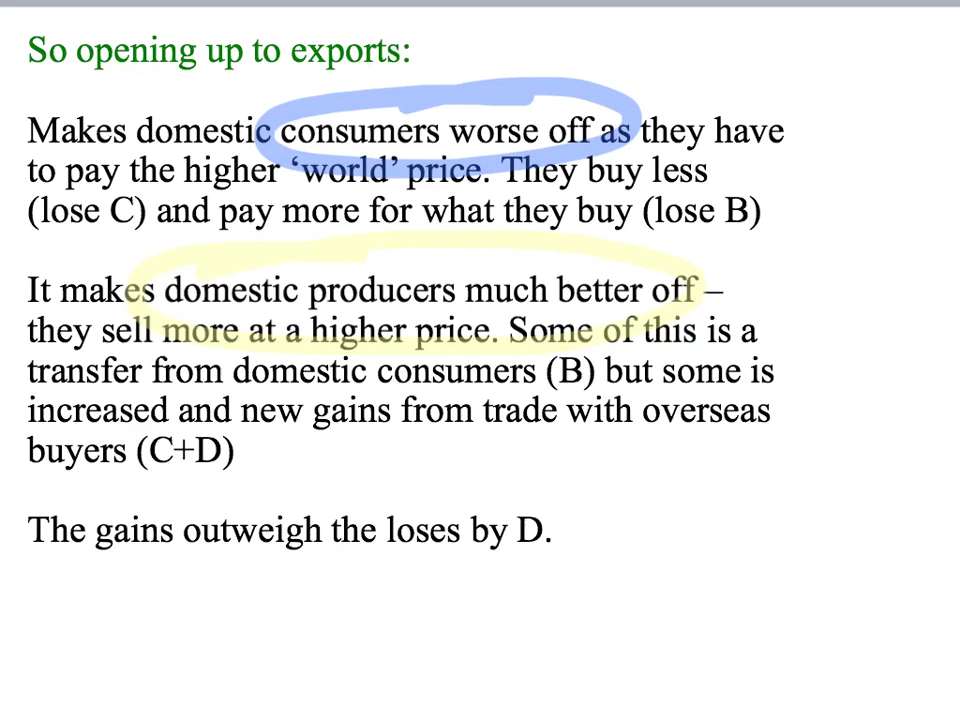 So opening up to exports:
Makes domestic consumers worse off as they have
to pay the higher ‘world’ price. They buy less
(lose C) and pay more for what they buy (lose B)
It makes domestic producers much better off –
they sell more at a higher price. Some of this is a
transfer from domestic consumers (B) but some is
increased and new gains from trade with overseas
buyers (C+D)
The gains outweigh the loses by D.